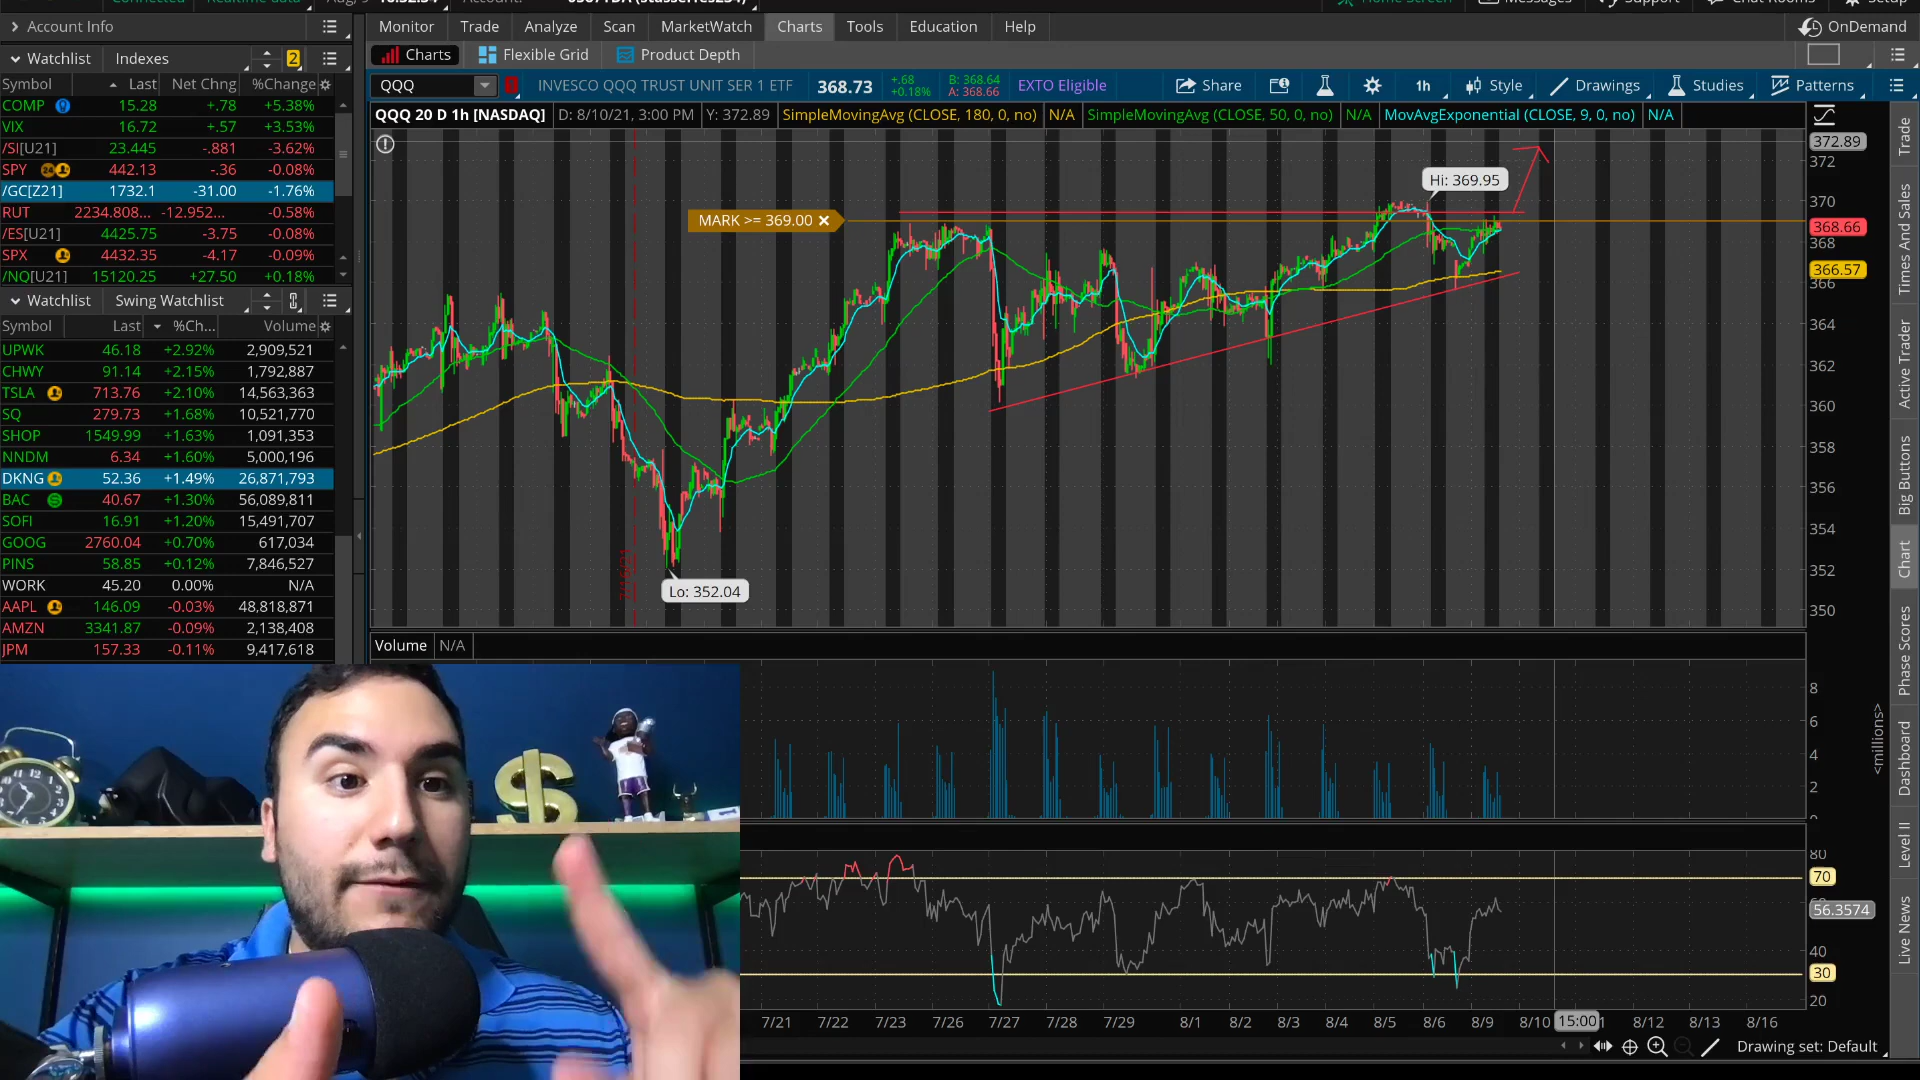 Account Info
Monitor Trade Analyze Scan MarketWatch Charts Tools Education Help
OnDemand
Watchlist Indexes 2
Charts Flexible Grid Product Depth
Symbol Last Net Chng %Change
QQQ INVESCO QQQ TRUST UNIT SER 1 ETF 368.73 +.68 +0.18% B: 368.64 A: 368.66 EXTO Eligible Share 1h Style Drawings Studies Patterns
COMP 15.28 +.78 +5.38%
VIX 16.72 +.57 +3.53%
/SI[U21] 23.445 -.881 -3.62%
SPY 442.13 -.36 -0.08%
/GC[Z21] 1732.1 -31.00 -1.76%
RUT 2234.808... -12.952... -0.58%
/ES[U21] 4425.75 -3.75 -0.08%
SPX 4432.35 -4.17 -0.09%
/NQ[U21] 15120.25 +27.50 +0.18%
QQQ 20 D 1h [NASDAQ] D: 8/10/21, 3:00 PM Y: 372.89 SimpleMovingAvg (CLOSE, 180, 0, no) N/A SimpleMovingAvg (CLOSE, 50, 0, no) N/A MovAvgExponential (CLOSE, 9, 0, no) N/A
Watchlist Swing Watchlist
Symbol Last %Ch... Volume
UPWK 46.18 +2.92% 2,909,521
CHWY 91.14 +2.15% 1,792,887
TSLA 713.76 +2.10% 14,563,363
SQ 279.73 +1.68% 10,521,770
SHOP 1549.99 +1.63% 1,091,353
NNDM 6.34 +1.60% 5,000,196
DKNG 52.36 +1.49% 26,871,793
BAC 40.67 +1.30% 56,089,811
SOFI 16.91 +1.20% 15,491,707
GOOG 2760.04 +0.70% 617,034
PINS 58.85 +0.12% 7,846,527
WORK 45.20 0.00% N/A
AAPL 146.09 -0.03% 48,818,871
AMZN 3341.87 -0.09% 2,138,408
JPM 157.33 -0.11% 9,417,618
MARK >= 369.00
Hi: 369.95
Lo: 352.04
372.89
372
370
368.66
368
366.57
366
364
362
360
358
356
354
352
350
Volume N/A
8
6
4
2
<millions>
80
70
56.3574
40
30
20
7/21 7/22 7/23 7/26 7/27 7/28 7/29 8/1 8/2 8/3 8/4 8/5 8/6 8/9 8/10 15:00 8/12 8/13 8/16
Drawing set: Default
Trade
Times And Sales
Active Trader
Big Buttons
Chart
Phase Scores
Dashboard
Level II
Live News